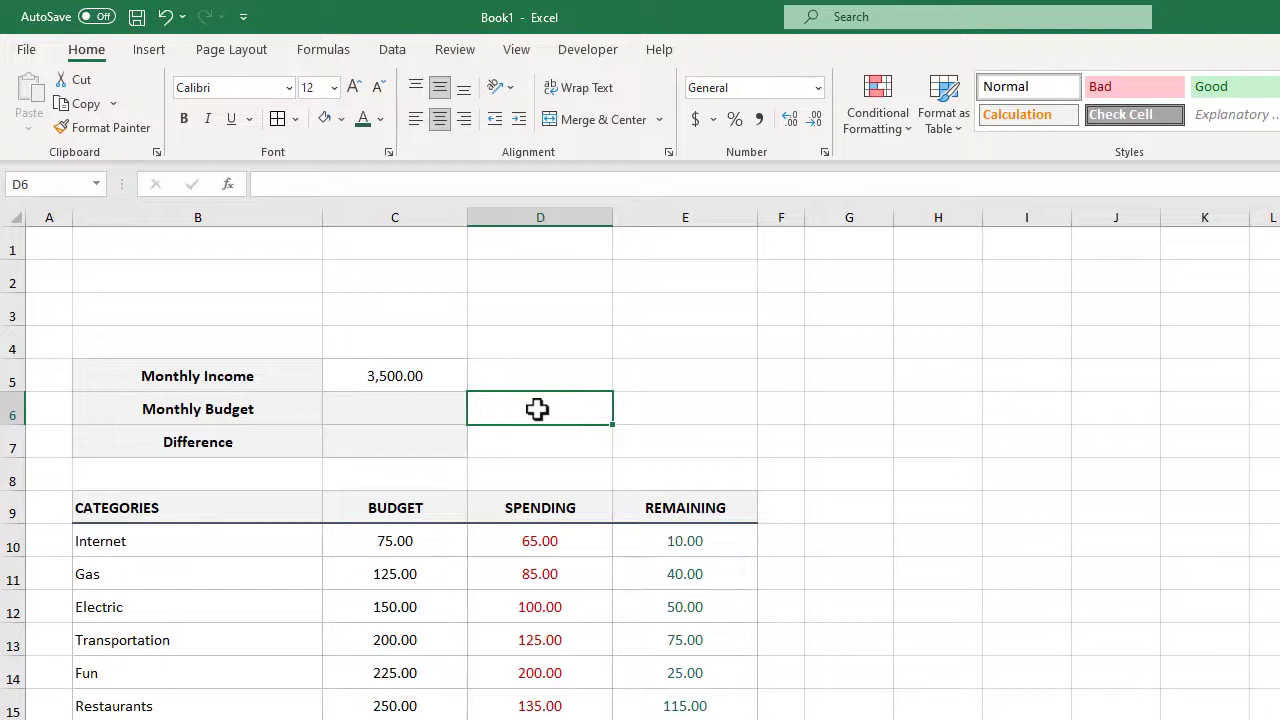 AutoSave Off Book1 - Excel Search
File Home Insert Page Layout Formulas Data Review View Developer Help
Paste Cut Copy Format Painter Clipboard
Calibri 12 A A B I U A Font
ab Wrap Text Merge & Center Alignment
General $ % 9 .00 Number
Conditional Formatting Format as Table
Normal Bad Good
Calculation Check Cell Explanatory ...
Styles
D6 fx
A B C D E F G H I J K L
1
2
3
4
5 Monthly Income 3,500.00
6 Monthly Budget
7 Difference
8
9 CATEGORIES BUDGET SPENDING REMAINING
10 Internet 75.00 65.00 10.00
11 Gas 125.00 85.00 40.00
12 Electric 150.00 100.00 50.00
13 Transportation 200.00 125.00 75.00
14 Fun 225.00 200.00 25.00
15 Restaurants 250.00 135.00 115.00